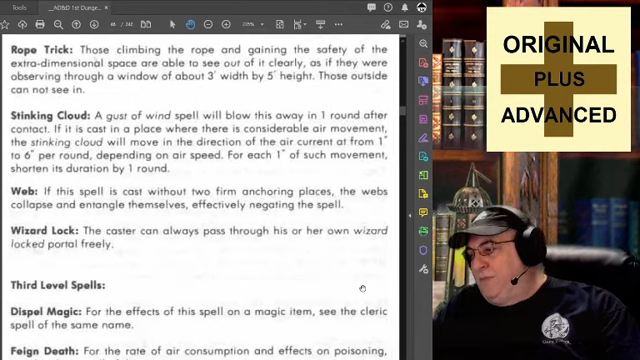 Home
Tools
__AD&D 1st Dunge...
ORIGINAL
PLUS
ADVANCED
Rope Trick: Those climbing the rope and gaining the safety of the
extra-dimensional space are able to see out of it clearly, as if they
were observing through a window of about 3' width by 5' height. Those outside
can not see in.
Stinking Cloud: A gust of wind spell will blow this away in 1 round after
contact. If it is cast in a place where there is considerable air movement,
the stinking cloud will move in the direction of the air current at from 1"
to 6" per round, depending on air speed. For each 1" of such movement,
shorten its duration by 1 round.
Web: If this spell is cast without two firm anchoring places, the webs
collapse and entangle themselves, effectively negating the spell.
Wizard Lock: The caster can always pass through his or her own wizard
locked portal freely.
Third Level Spells:
Dispel Magic: For the effects of this spell on a magic item, see the cleric
spell of the same name.
Feign Death: For the rate of air consumption and effects on poisoning,